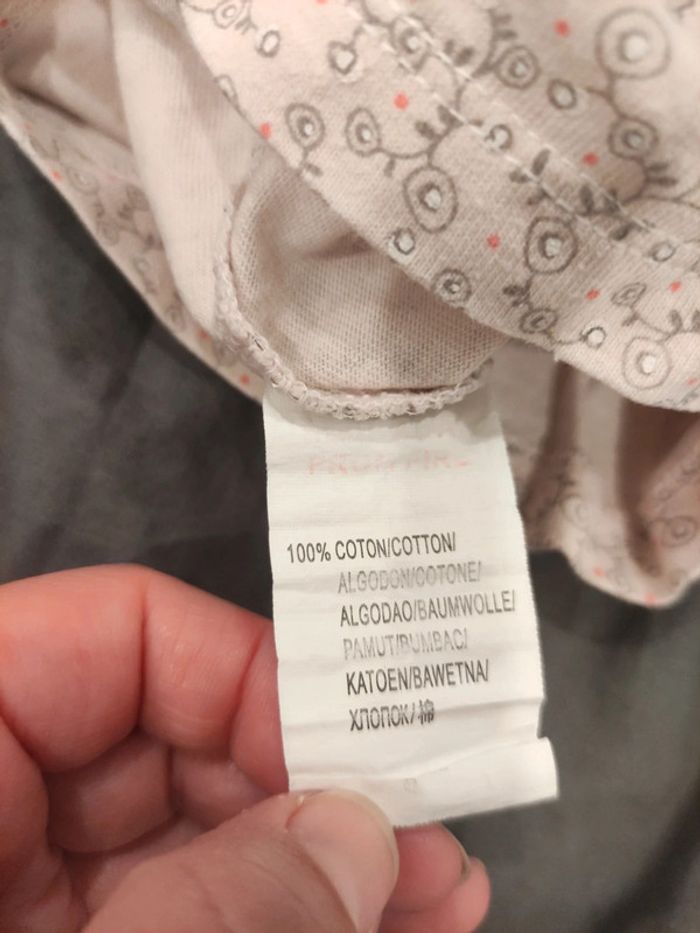 100% COTON/COTTON/
ALGODON/COTONE/
ALGODAO/BAUMWOLLE/
PAMUT/BUMBAC/
KATOEN/BAWETNA/
ХЛОПОК/棉